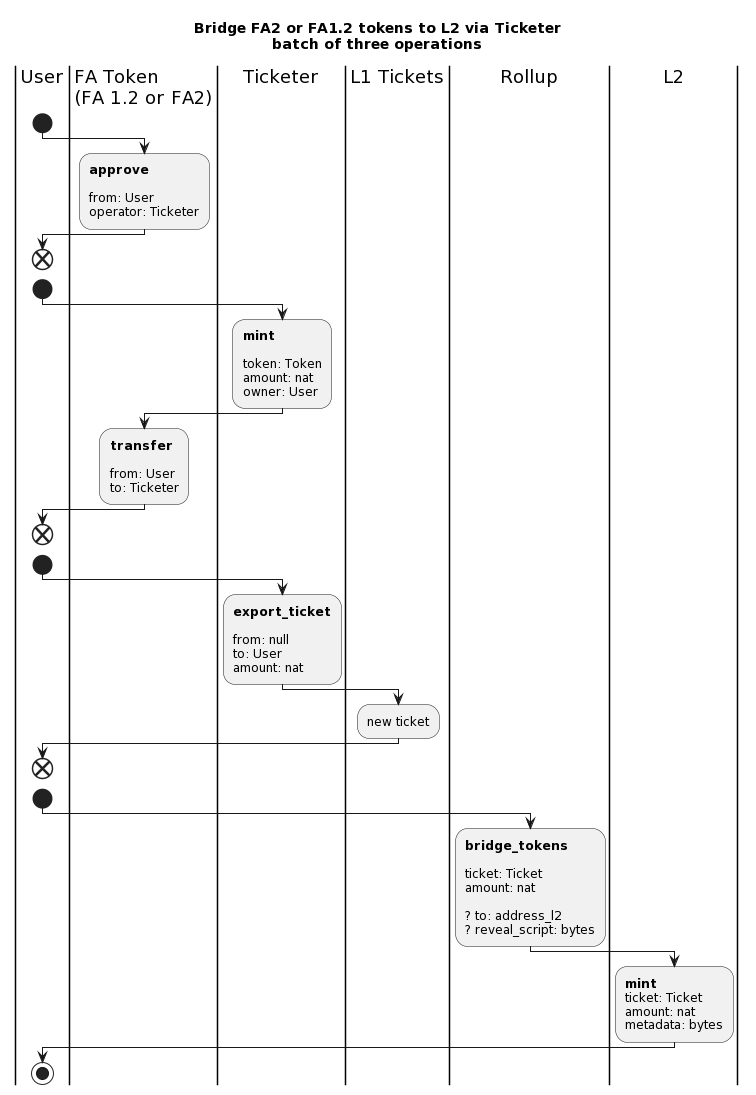 Bridge FA2 or FA1.2 tokens to L2 via Ticketer
batch of three operations
User
FA Token
(FA 1.2 or FA2)
Ticketer
L1 Tickets
Rollup
L2
approve
from: User
operator: Ticketer
mint
token: Token
amount: nat
owner: User
transfer
from: User
to: Ticketer
export_ticket
from: null
to: User
amount: nat
new ticket
bridge_tokens
ticket: Ticket
amount: nat
? to: address_l2
? reveal_script: bytes
mint
ticket: Ticket
amount: nat
metadata: bytes